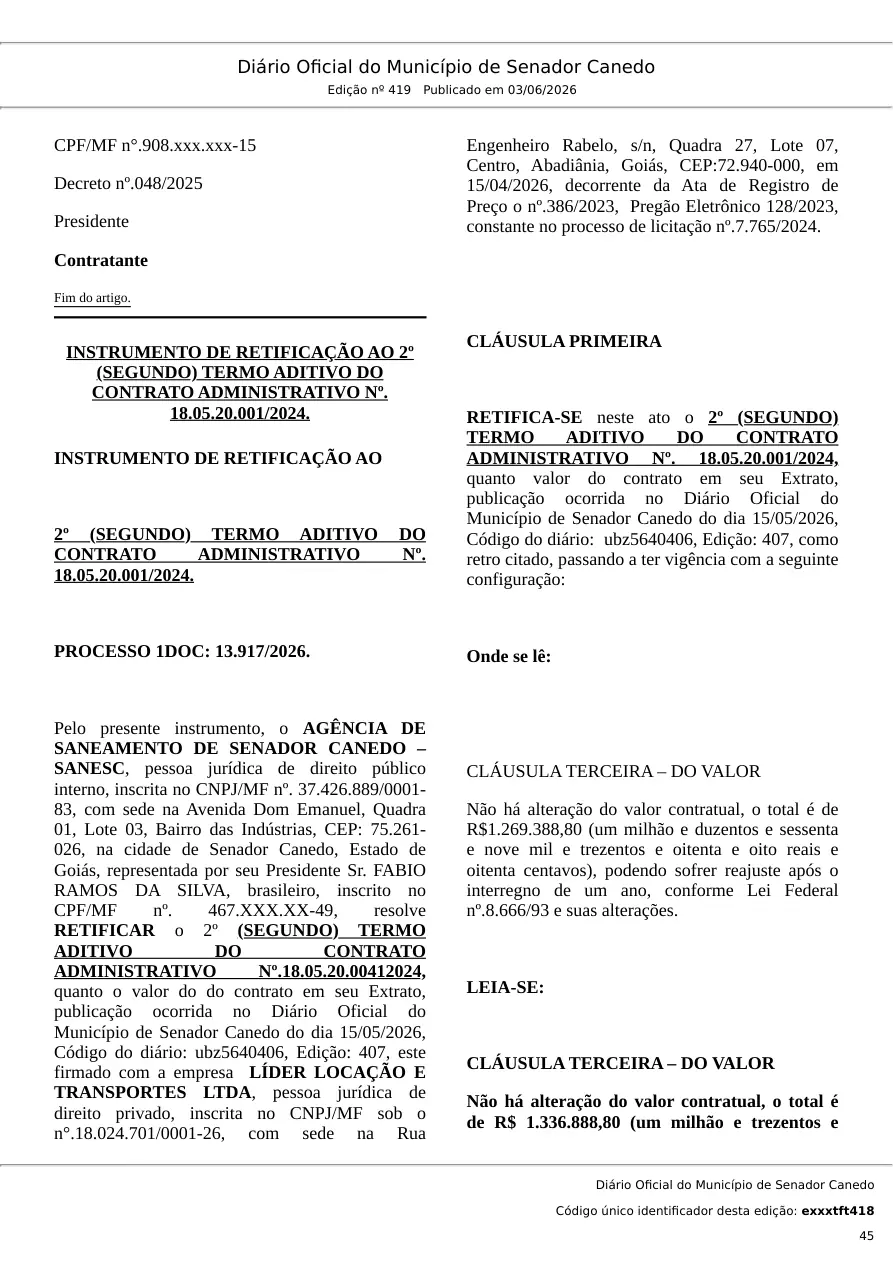 Diário Oficial do Município de Senador Canedo
Edição nº 419 Publicado em 03/06/2026
CPF/MF n°.908.xxx.xxx-15
Decreto nº.048/2025
Presidente
Contratante
Fim do artigo.
INSTRUMENTO DE RETIFICAÇÃO AO 2º
(SEGUNDO) TERMO ADITIVO DO
CONTRATO ADMINISTRATIVO Nº.
18.05.20.001/2024.
INSTRUMENTO DE RETIFICAÇÃO AO
2º (SEGUNDO) TERMO ADITIVO DO
CONTRATO ADMINISTRATIVO Nº.
18.05.20.001/2024.
PROCESSO 1DOC: 13.917/2026.
Pelo presente instrumento, o AGÊNCIA DE
SANEAMENTO DE SENADOR CANEDO –
SANESC, pessoa jurídica de direito público
interno, inscrita no CNPJ/MF nº. 37.426.889/0001-
83, com sede na Avenida Dom Emanuel, Quadra
01, Lote 03, Bairro das Indústrias, CEP: 75.261-
026, na cidade de Senador Canedo, Estado de
Goiás, representada por seu Presidente Sr. FABIO
RAMOS DA SILVA, brasileiro, inscrito no
CPF/MF nº. 467.XXX.XX-49, resolve
RETIFICAR o 2º (SEGUNDO) TERMO
ADITIVO DO CONTRATO
ADMINISTRATIVO Nº.18.05.20.00412024,
quanto o valor do do contrato em seu Extrato,
publicação ocorrida no Diário Oficial do
Município de Senador Canedo do dia 15/05/2026,
Código do diário: ubz5640406, Edição: 407, este
firmado com a empresa LÍDER LOCAÇÃO E
TRANSPORTES LTDA, pessoa jurídica de
direito privado, inscrita no CNPJ/MF sob o
n°.18.024.701/0001-26, com sede na Rua
Engenheiro Rabelo, s/n, Quadra 27, Lote 07,
Centro, Abadiânia, Goiás, CEP:72.940-000, em
15/04/2026, decorrente da Ata de Registro de
Preço o nº.386/2023, Pregão Eletrônico 128/2023,
constante no processo de licitação nº.7.765/2024.
CLÁUSULA PRIMEIRA
RETIFICA-SE neste ato o 2º (SEGUNDO)
TERMO ADITIVO DO CONTRATO
ADMINISTRATIVO Nº. 18.05.20.001/2024,
quanto valor do contrato em seu Extrato,
publicação ocorrida no Diário Oficial do
Município de Senador Canedo do dia 15/05/2026,
Código do diário: ubz5640406, Edição: 407, como
retro citado, passando a ter vigência com a seguinte
configuração:
Onde se lê:
CLÁUSULA TERCEIRA – DO VALOR
Não há alteração do valor contratual, o total é de
R$1.269.388,80 (um milhão e duzentos e sessenta
e nove mil e trezentos e oitenta e oito reais e
oitenta centavos), podendo sofrer reajuste após o
interregno de um ano, conforme Lei Federal
nº.8.666/93 e suas alterações.
LEIA-SE:
CLÁUSULA TERCEIRA – DO VALOR
Não há alteração do valor contratual, o total é
de R$ 1.336.888,80 (um milhão e trezentos e
Diário Oficial do Município de Senador Canedo
Código único identificador desta edição: exxxtft418
45